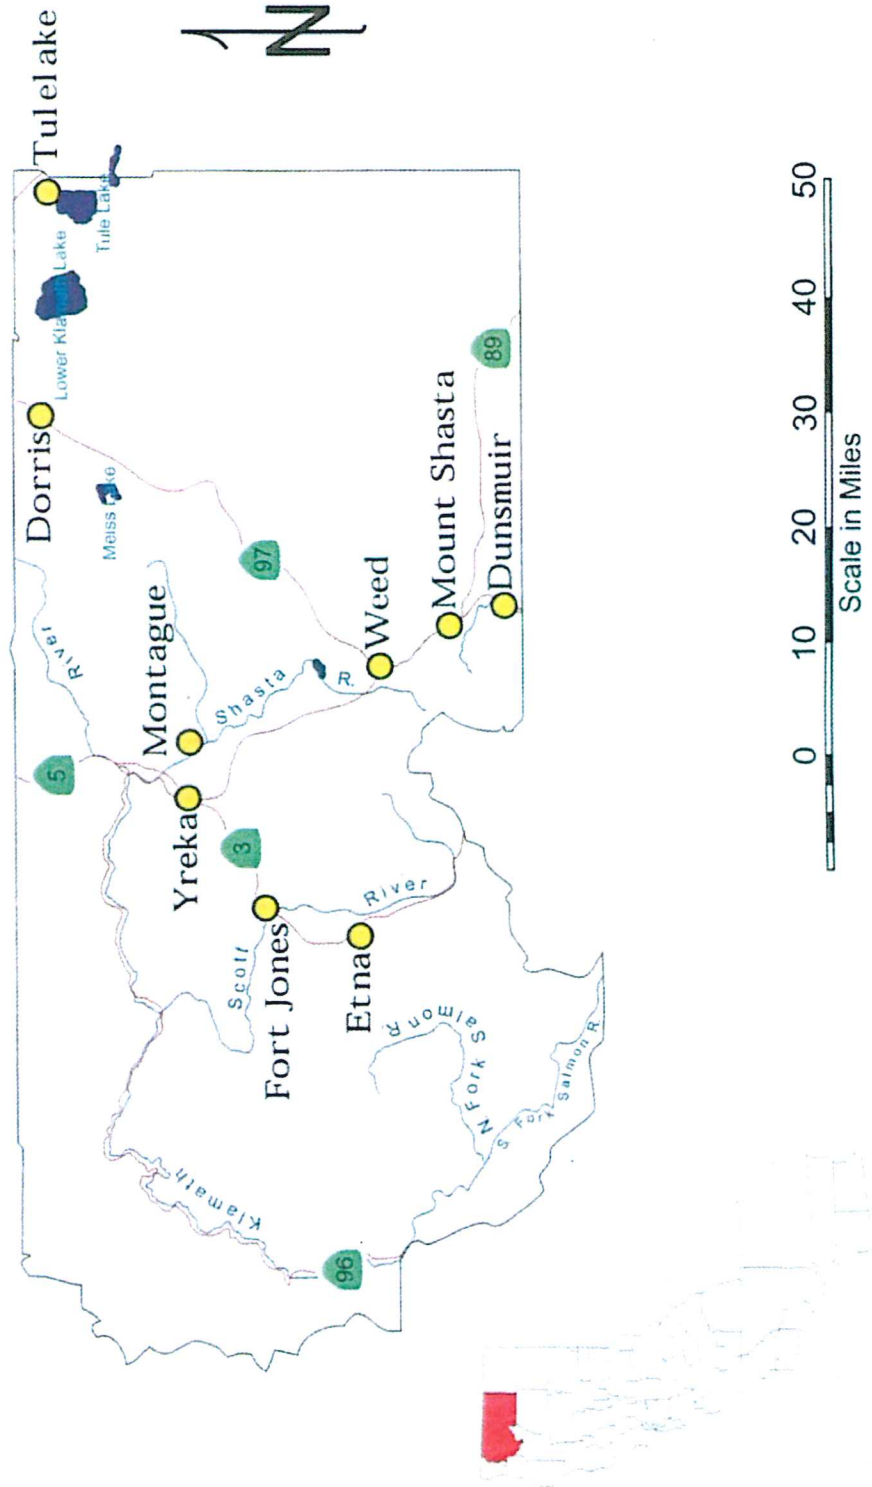 Tulelake
N
Dorris
Lower Klamath Lake
Tule Lake
Meiss Lake
River
5
Montague
97
Shasta
R.
Yreka
3
Weed
Mount Shasta
89
Dunsmuir
Fort Jones
Scott
River
Etna
N Fork Salmon R
S Fork Salmon R.
Klamath
96
0 10 20 30 40 50
Scale in Miles